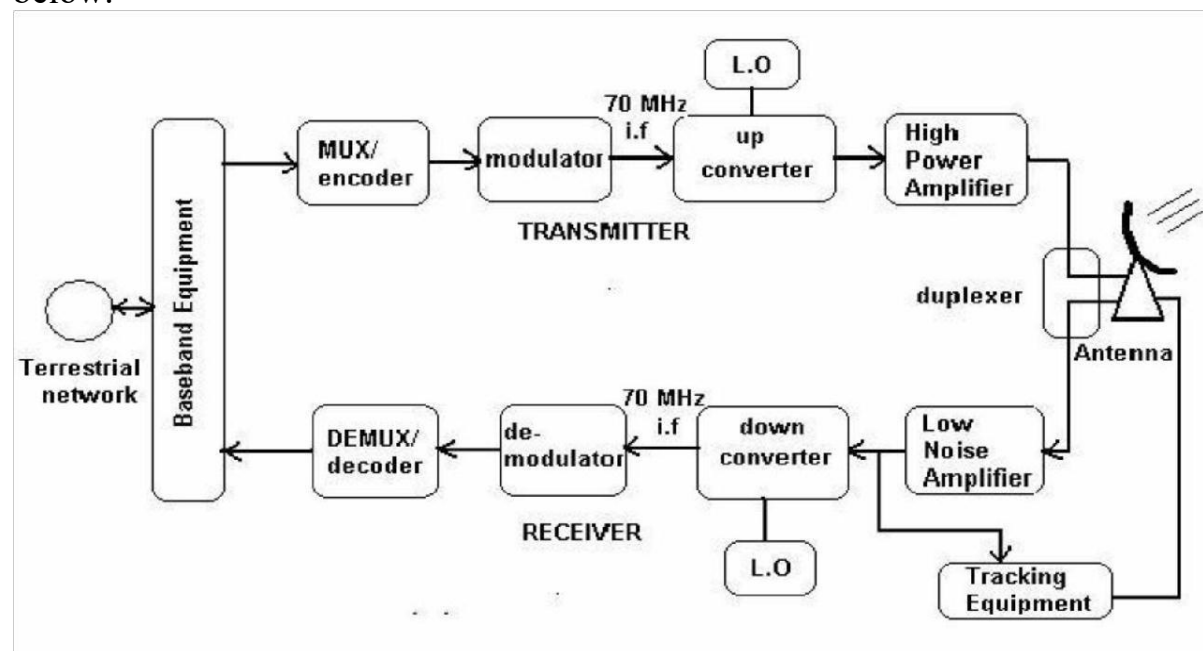 below.
L.O
70 MHz
i.f
MUX/
encoder
modulator
up
converter
High
Power
Amplifier
TRANSMITTER
Baseband Equipment
Terrestrial
network
duplexer
Antenna
DEMUX/
decoder
de-
modulator
70 MHz
i.f
down
converter
Low
Noise
Amplifier
RECEIVER
L.O
Tracking
Equipment